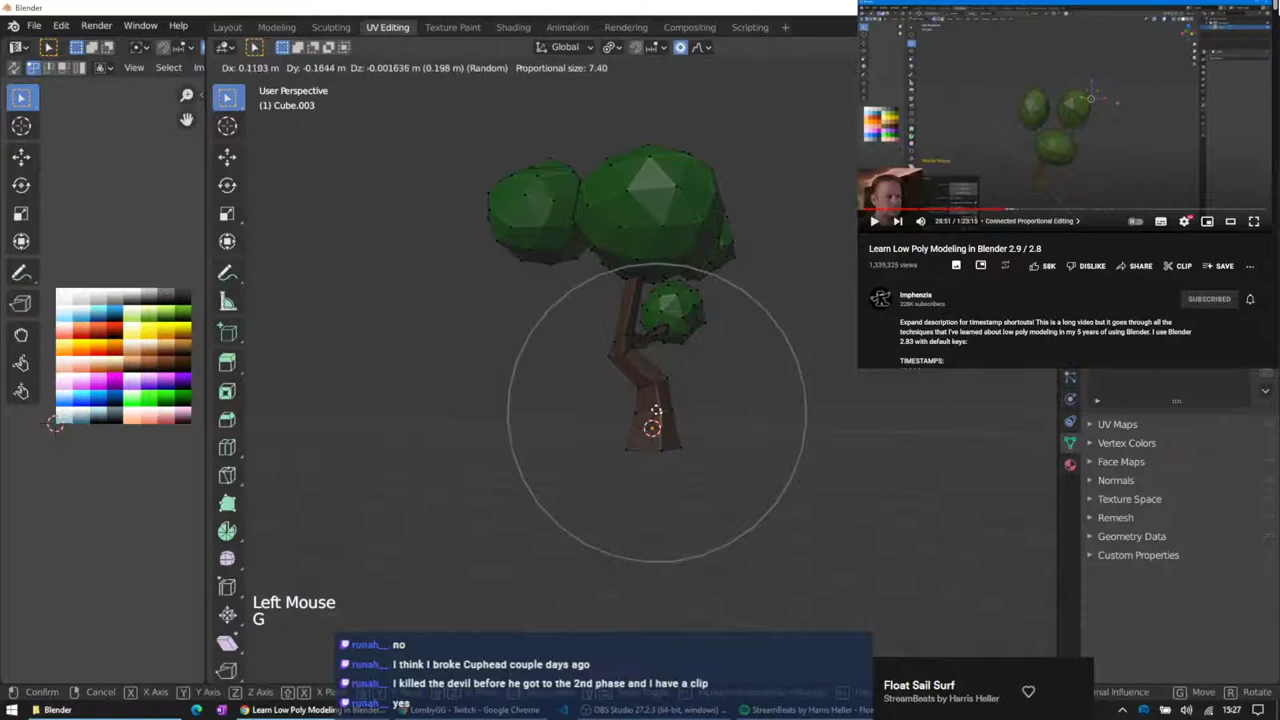 Blender
File
Edit
Render
Window
Help
Layout
Modeling
Sculpting
UV Editing
Texture Paint
Shading
Animation
Rendering
Compositing
Scripting
View
Select
Global
Dx: 0.1193 m Dy: -0.1644 m Dz: -0.001635 m (0.198 m) (Random) Proportional size: 7.40
User Perspective
(1) Cube.003
28:51 / 1:23:15 • Connected Proportional Editing
Learn Low Poly Modeling in Blender 2.9 / 2.8
1,339,325 views
58K
DISLIKE
SHARE
CLIP
SAVE
Imphenzia
228K subscribers
SUBSCRIBED
Expand description for timestamp shortcuts! This is a long video but it goes through all the
techniques that I've learned about low poly modeling in my 5 years of using Blender. I use Blender
2.83 with default keys:
TIMESTAMPS:
UV Maps
Vertex Colors
Face Maps
Normals
Texture Space
Remesh
Geometry Data
Custom Properties
Left Mouse
G
runah__ no
runah__ I think I broke Cuphead couple days ago
runah__ I killed the devil before he got to the 2nd phase and I have a clip
runah__ yes
Float Sail Surf
StreamBeats by Harris Heller
Confirm
Cancel
X X Axis
Y Y Axis
Z Z Axis
X
G Move
R Rotate
Blender
Learn Low Poly Modelin
LombyGG - Twitch - Google Chrome
OBS Studio 27.2.3 (64-bit, window
StreamBeats by Harris Heller - Floa
15:27